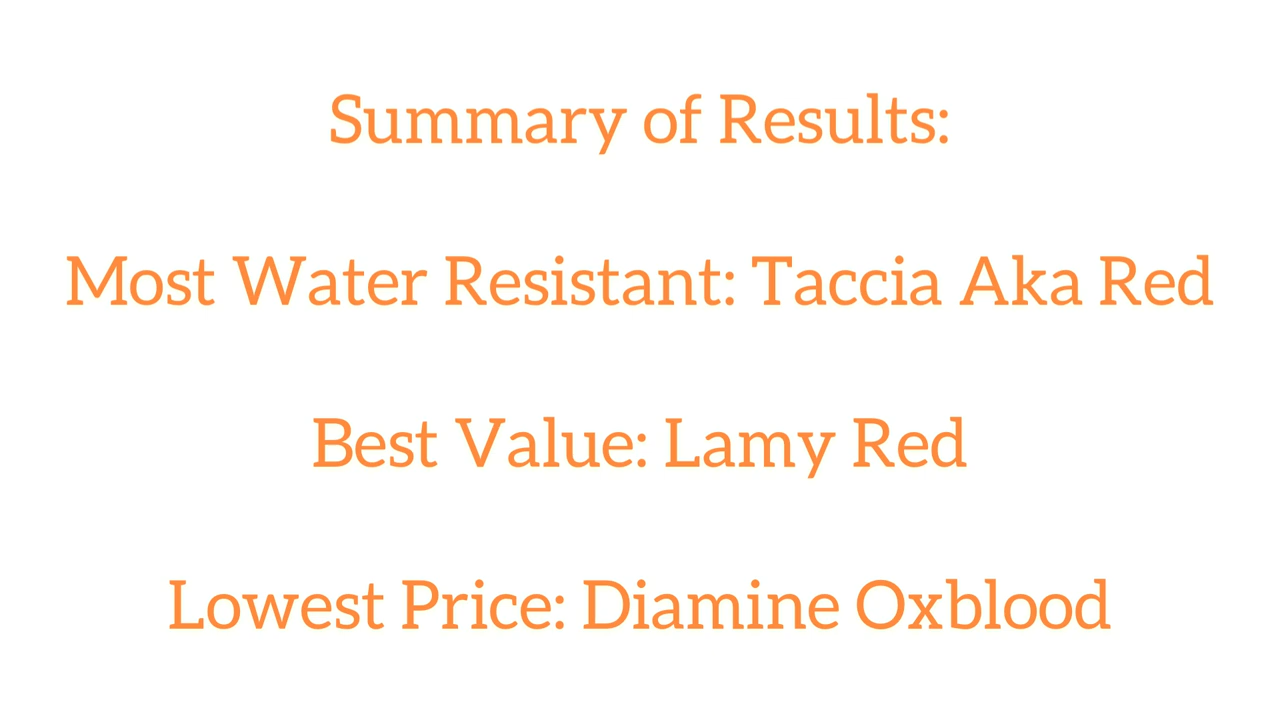 Summary of Results:
Most Water Resistant: Taccia Aka Red
Best Value: Lamy Red
Lowest Price: Diamine Oxblood